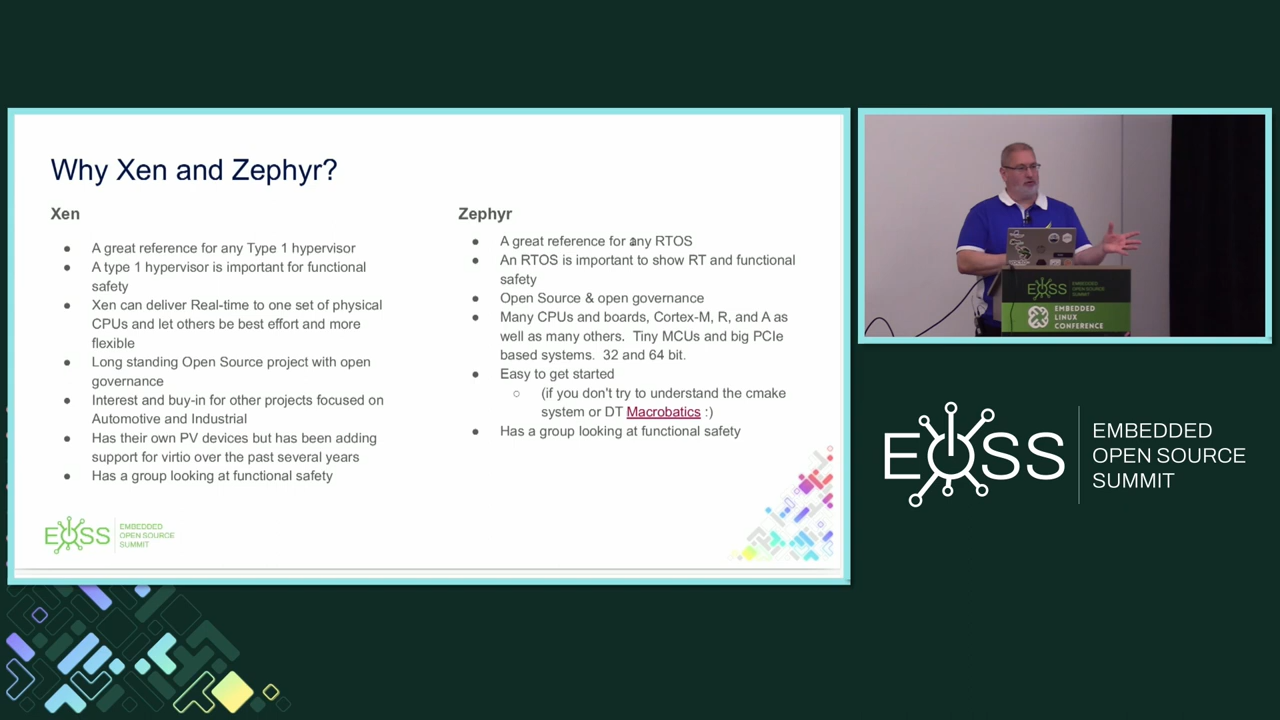 Why Xen and Zephyr?
Xen
● A great reference for any Type 1 hypervisor
● A type 1 hypervisor is important for functional
safety
● Xen can deliver Real-time to one set of physical
CPUs and let others be best effort and more
flexible
● Long standing Open Source project with open
governance
● Interest and buy-in for other projects focused on
Automotive and Industrial
● Has their own PV devices but has been adding
support for virtio over the past several years
● Has a group looking at functional safety
Zephyr
● A great reference for any RTOS
● An RTOS is important to show RT and functional
safety
● Open Source & open governance
● Many CPUs and boards, Cortex-M, R, and A as
well as many others. Tiny MCUs and big PCIe
based systems. 32 and 64 bit.
● Easy to get started
○ (if you don't try to understand the cmake
system or DT Macrobatics :)
● Has a group looking at functional safety
EOSS
EMBEDDED
OPEN SOURCE
SUMMIT
EOSS
EMBEDDED
OPEN SOURCE
EMBEDDED
LINUX
CONFERENCE
EOSS
EMBEDDED
OPEN SOURCE
SUMMIT